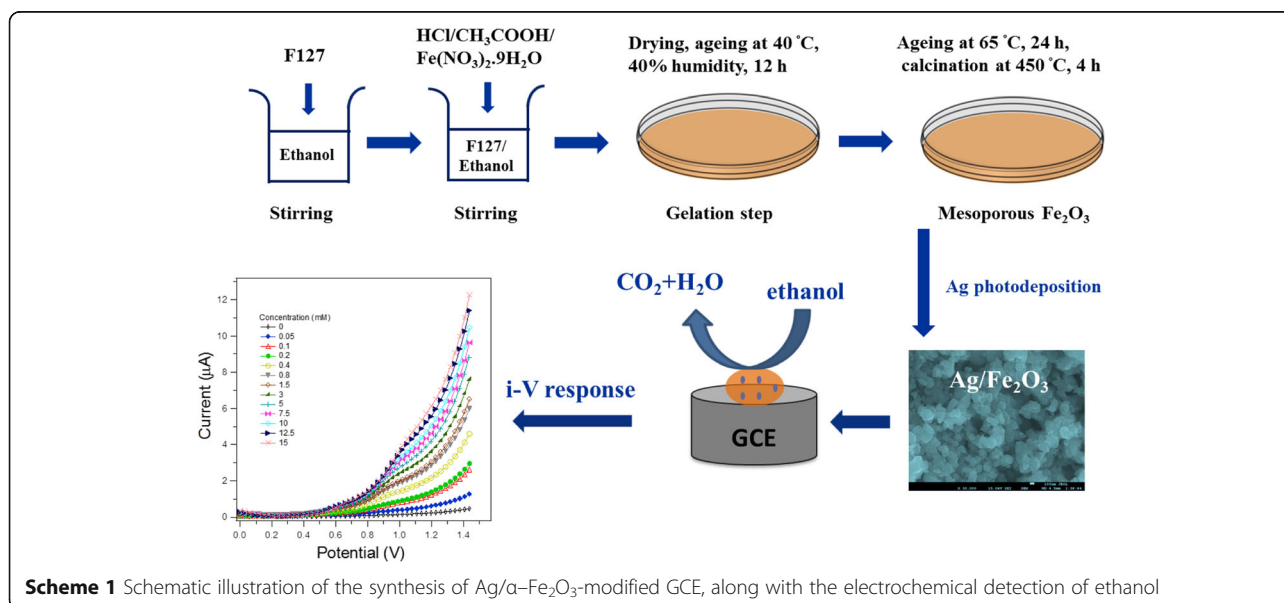 F127
HCl/CH₃COOH/
Fe(NO₃)₂.9H₂O
Drying, ageing at 40 °C,
40% humidity, 12 h
Ageing at 65 °C, 24 h,
calcination at 450 °C, 4 h
Ethanol
F127/
Ethanol
Stirring
Stirring
Gelation step
Mesoporous Fe₂O₃
Ag photodeposition
Ag/Fe₂O₃
CO₂+H₂O
ethanol
GCE
i-V response
Current (µA)
12
10
8
6
4
2
0
Concentration (mM)
0
0.05
0.1
0.2
0.4
0.8
1.5
3
5
7.5
10
12.5
15
0.0 0.2 0.4 0.6 0.8 1.0 1.2 1.4
Potential (V)
Scheme 1 Schematic illustration of the synthesis of Ag/α–Fe₂O₃-modified GCE, along with the electrochemical detection of ethanol